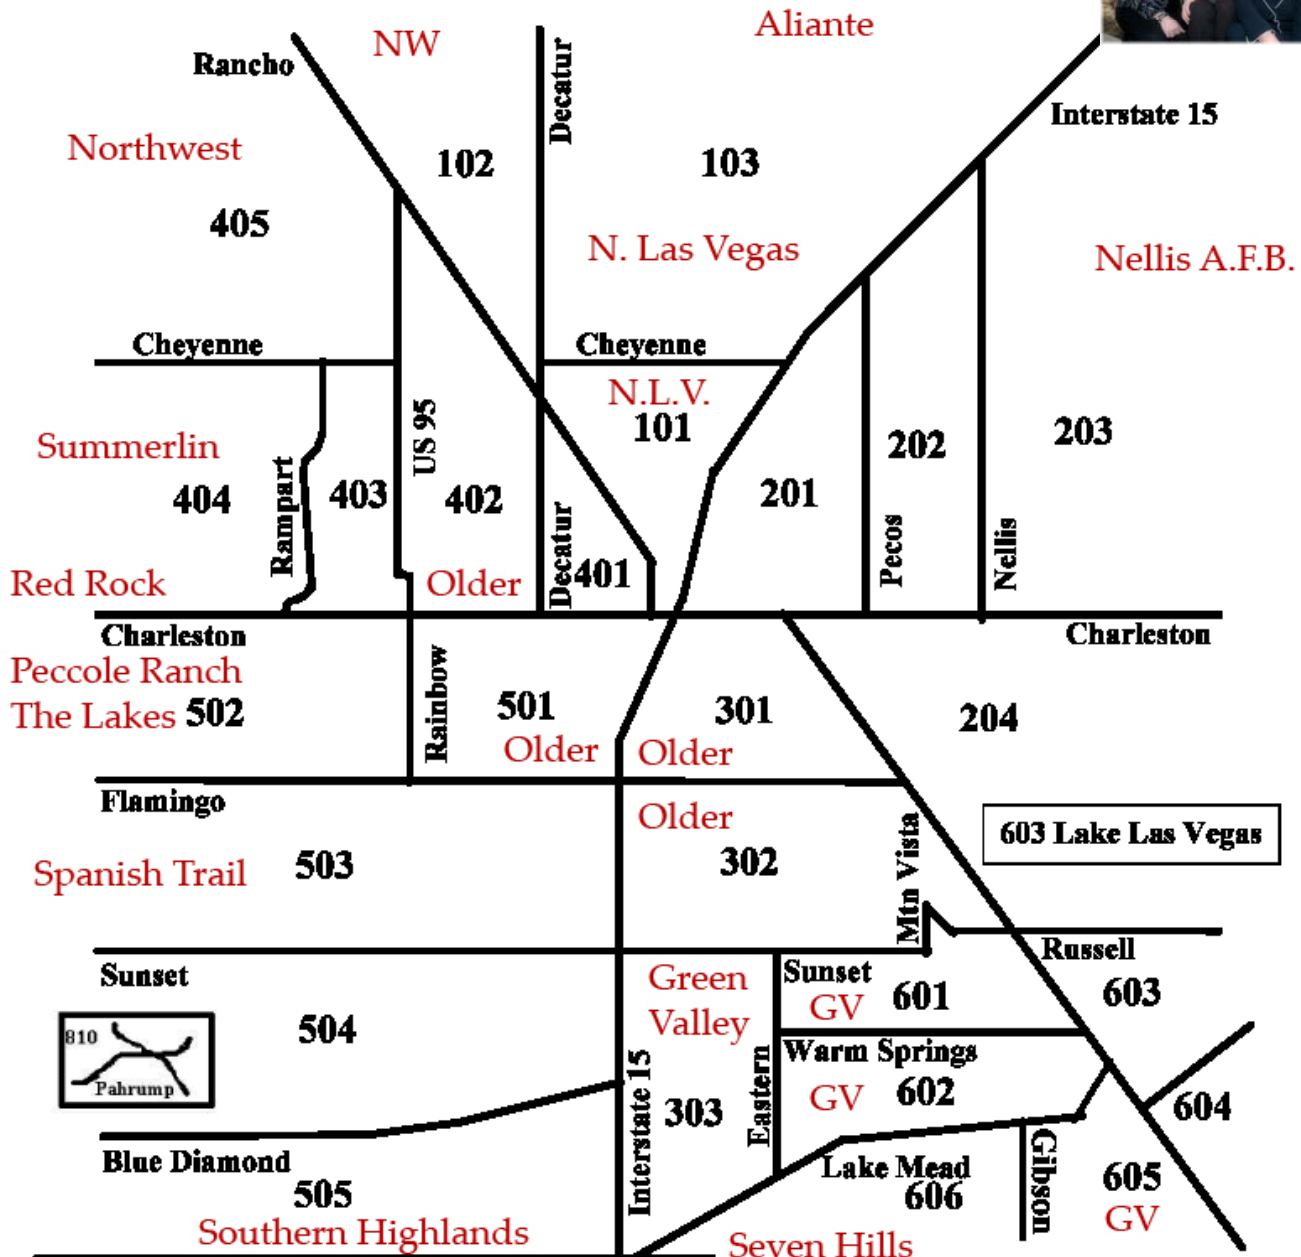 NW
Aliante
Rancho
Decatur
Interstate 15
Northwest
102
103
405
N. Las Vegas
Nellis A.F.B.
Cheyenne
Cheyenne
N.L.V.
101
US 95
Summerlin
202
203
404
Rampart
403
402
201
Decatur
Pecos
Nellis
Red Rock
Older
401
Charleston
Charleston
Peccole Ranch
The Lakes 502
Rainbow
501
301
204
Older
Older
Flamingo
Older
603 Lake Las Vegas
Spanish Trail
503
302
Mtn Vista
Sunset
Green
Valley
Sunset
Russell
GV
601
603
504
810
Pahrump
Warm Springs
Interstate 15
303
Eastern
GV
602
604
Blue Diamond
Lake Mead
Gibson
505
606
605
Southern Highlands
GV
Seven Hills